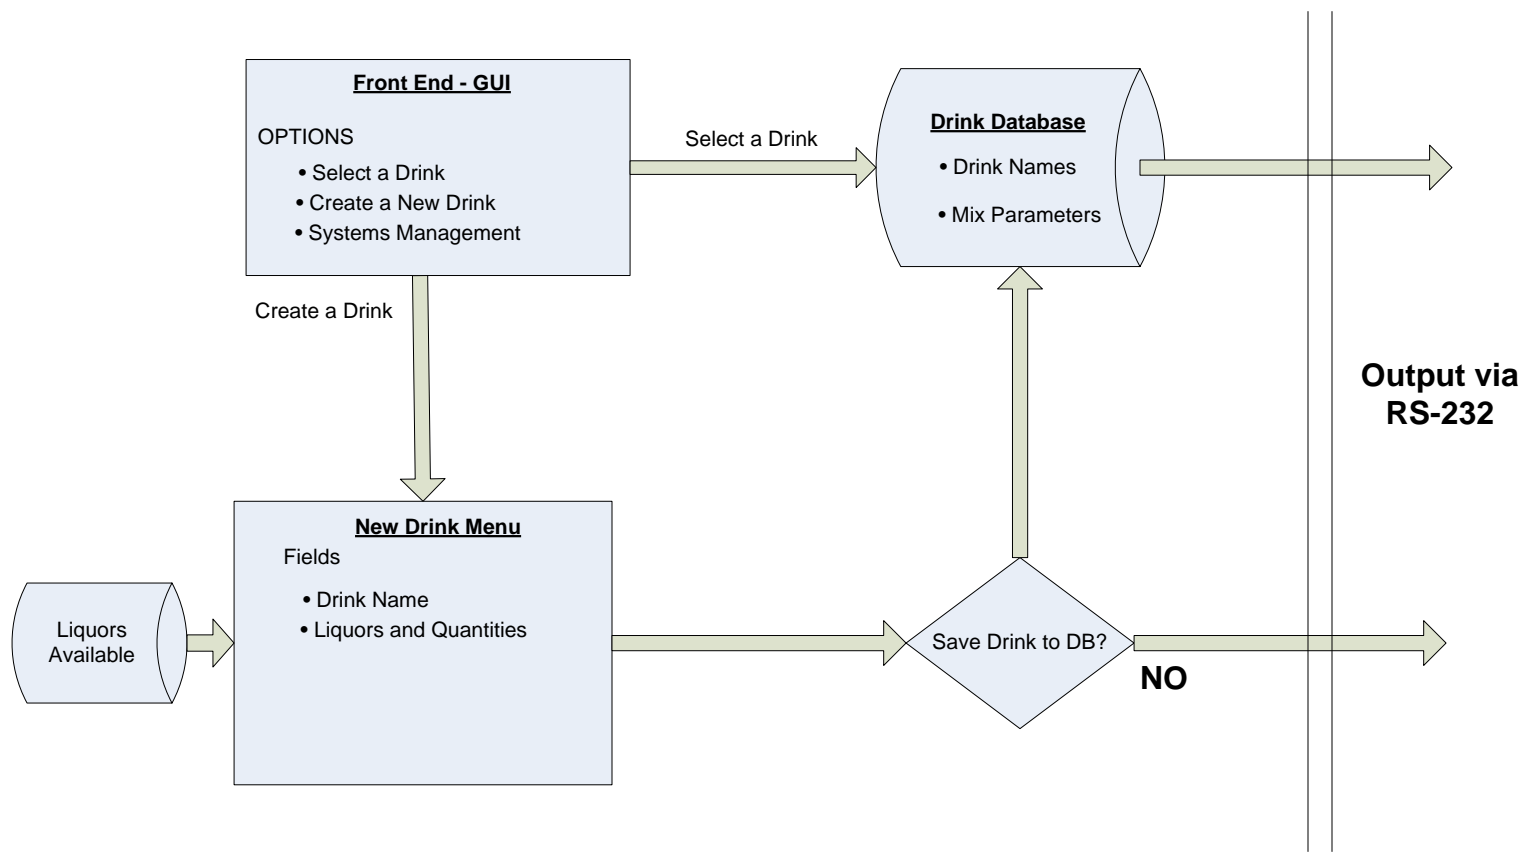 Front End - GUI
OPTIONS
• Select a Drink
• Create a New Drink
• Systems Management
Select a Drink
Drink Database
• Drink Names
• Mix Parameters
Create a Drink
Output via
RS-232
New Drink Menu
Fields
• Drink Name
• Liquors and Quantities
Liquors
Available
Save Drink to DB?
NO